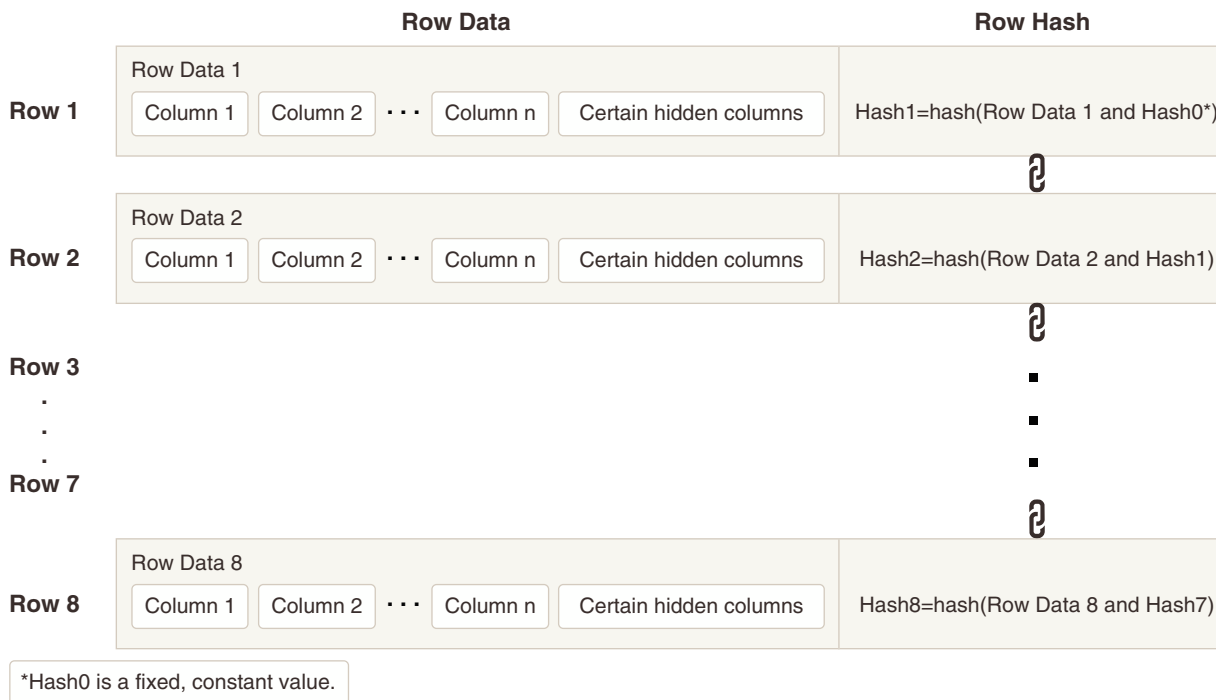 Row Data Row Hash
Row Data 1
Row 1 Column 1 Column 2 ... Column n Certain hidden columns Hash1=hash(Row Data 1 and Hash0*)
Row Data 2
Row 2 Column 1 Column 2 ... Column n Certain hidden columns Hash2=hash(Row Data 2 and Hash1)
Row 3
.
.
.
Row 7
Row Data 8
Row 8 Column 1 Column 2 ... Column n Certain hidden columns Hash8=hash(Row Data 8 and Hash7)
*Hash0 is a fixed, constant value.